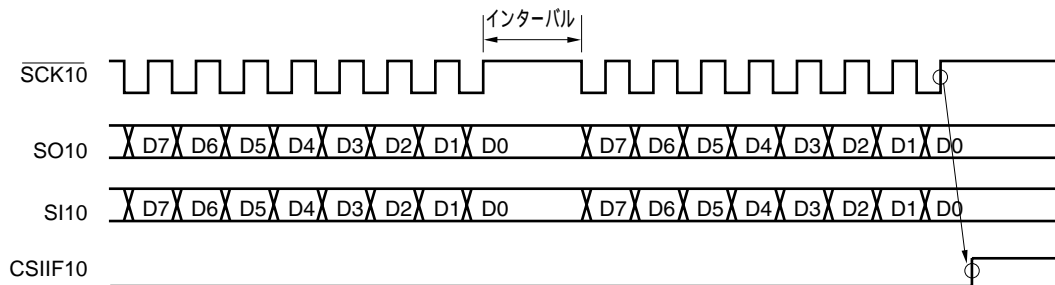 インターバル
SCK10
SO10 D7 D6 D5 D4 D3 D2 D1 D0 D7 D6 D5 D4 D3 D2 D1 D0
SI10 D7 D6 D5 D4 D3 D2 D1 D0 D7 D6 D5 D4 D3 D2 D1 D0
CSIIF10